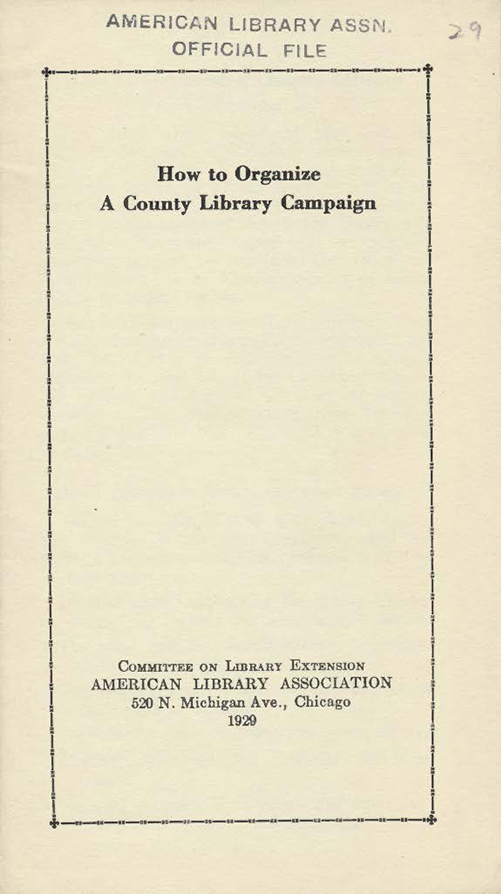 AMERICAN LIBRARY ASSN.
OFFICIAL FILE
29
How to Organize
A County Library Campaign
Committee on Library Extension
AMERICAN LIBRARY ASSOCIATION
520 N. Michigan Ave., Chicago
1929